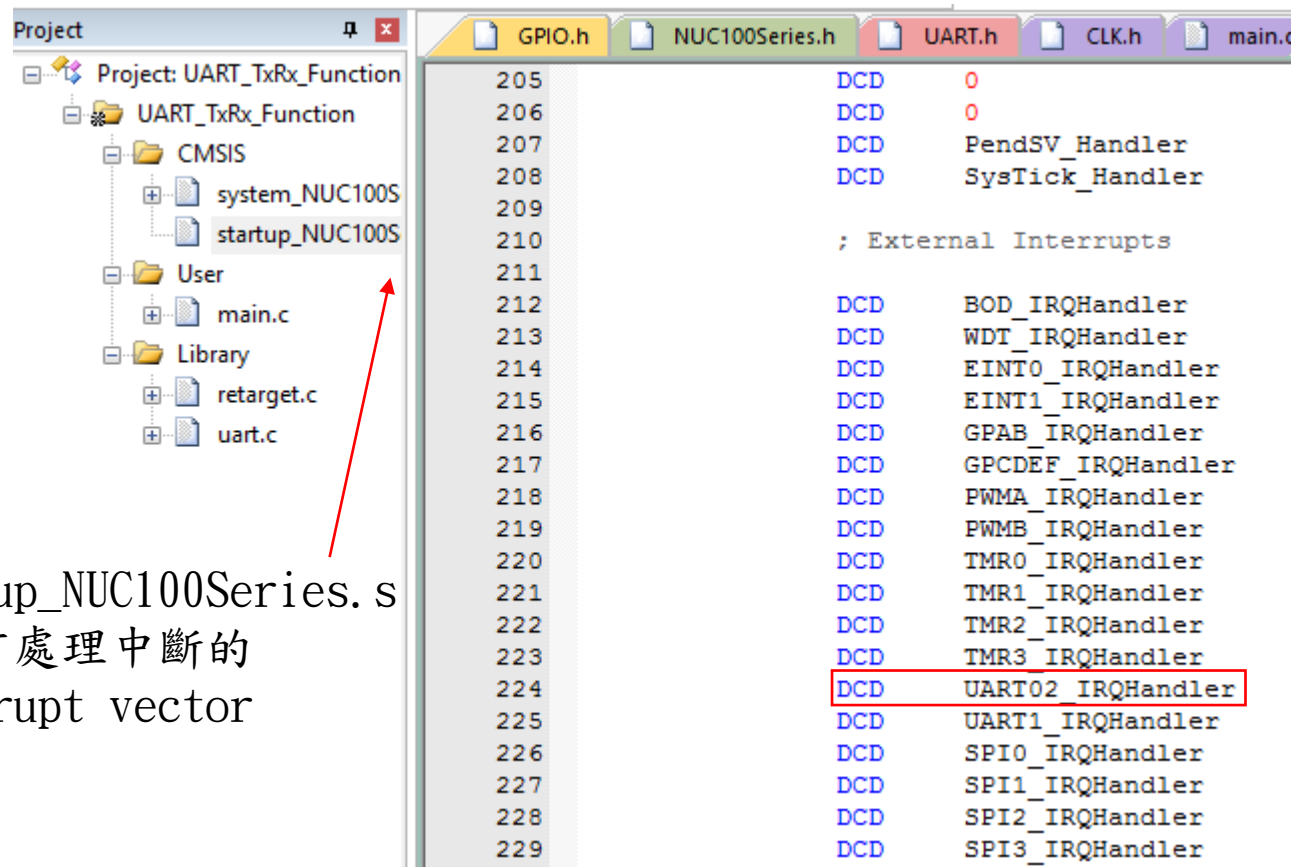 Project
Project: UART_TxRx_Function
UART_TxRx_Function
CMSIS
system_NUC100S
startup_NUC100S
User
main.c
Library
retarget.c
uart.c
up_NUC100Series.s
處理中斷的
rupt vector
GPIO.h NUC100Series.h UART.h CLK.h main.c
205 DCD 0
206 DCD 0
207 DCD PendSV_Handler
208 DCD SysTick_Handler
209
210 ; External Interrupts
211
212 DCD BOD_IRQHandler
213 DCD WDT_IRQHandler
214 DCD EINT0_IRQHandler
215 DCD EINT1_IRQHandler
216 DCD GPAB_IRQHandler
217 DCD GPCDEF_IRQHandler
218 DCD PWMA_IRQHandler
219 DCD PWMB_IRQHandler
220 DCD TMR0_IRQHandler
221 DCD TMR1_IRQHandler
222 DCD TMR2_IRQHandler
223 DCD TMR3_IRQHandler
224 DCD UART02_IRQHandler
225 DCD UART1_IRQHandler
226 DCD SPI0_IRQHandler
227 DCD SPI1_IRQHandler
228 DCD SPI2_IRQHandler
229 DCD SPI3_IRQHandler